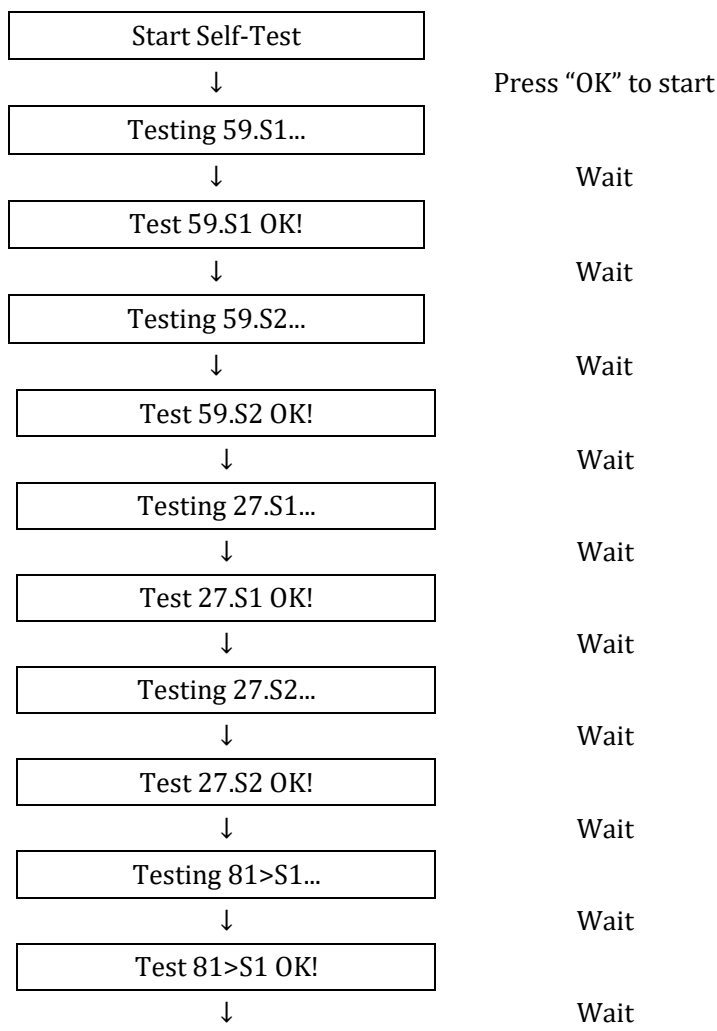 Start Self-Test
↓ Press “OK” to start
Testing 59.S1...
↓ Wait
Test 59.S1 OK!
↓ Wait
Testing 59.S2...
↓ Wait
Test 59.S2 OK!
↓ Wait
Testing 27.S1...
↓ Wait
Test 27.S1 OK!
↓ Wait
Testing 27.S2...
↓ Wait
Test 27.S2 OK!
↓ Wait
Testing 81>S1...
↓ Wait
Test 81>S1 OK!
↓ Wait